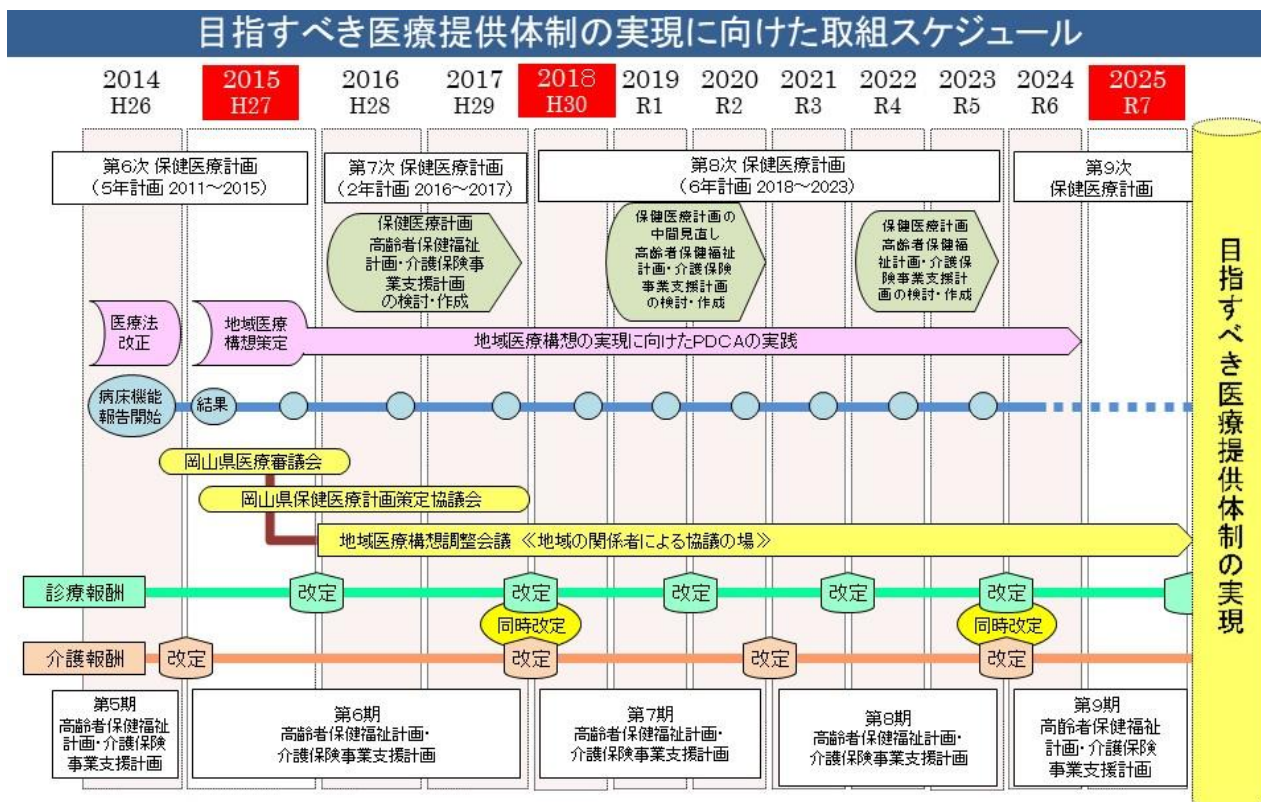 目指すべき医療提供体制の実現に向けた取組スケジュール
2014
H26
2015
H27
2016
H28
2017
H29
2018
H30
2019
R1
2020
R2
2021
R3
2022
R4
2023
R5
2024
R6
2025
R7
第6次 保健医療計画
(5年計画 2011～2015)
第7次 保健医療計画
(2年計画 2016～2017)
第8次 保健医療計画
(6年計画 2018～2023)
第9次
保健医療計画
保健医療計画
高齢者保健福祉
計画・介護保険事
業支援計画
の検討・作成
保健医療計画の
中間見直し
高齢者保健福祉
計画・介護保険
事業支援計画
の検討・作成
保健医療計画
高齢者保健福
祉計画・介護保
険事業支援計
画の検討・作成
医療法
改正
地域医療
構想策定
地域医療構想の実現に向けたPDCAの実践
病床機能
報告開始
結果
岡山県医療審議会
岡山県保健医療計画策定協議会
地域医療構想調整会議 ≪地域の関係者による協議の場≫
診療報酬
改定
改定
改定
改定
改定
同時改定
同時改定
介護報酬
改定
改定
改定
改定
第5期
高齢者保健福祉
計画・介護保険
事業支援計画
第6期
高齢者保健福祉計画・
介護保険事業支援計画
第7期
高齢者保健福祉計画・
介護保険事業支援計画
第8期
高齢者保健福祉計画・
介護保険事業支援計画
第9期
高齢者保健福祉
計画・介護保険
事業支援計画
目指すべき医療提供体制の実現